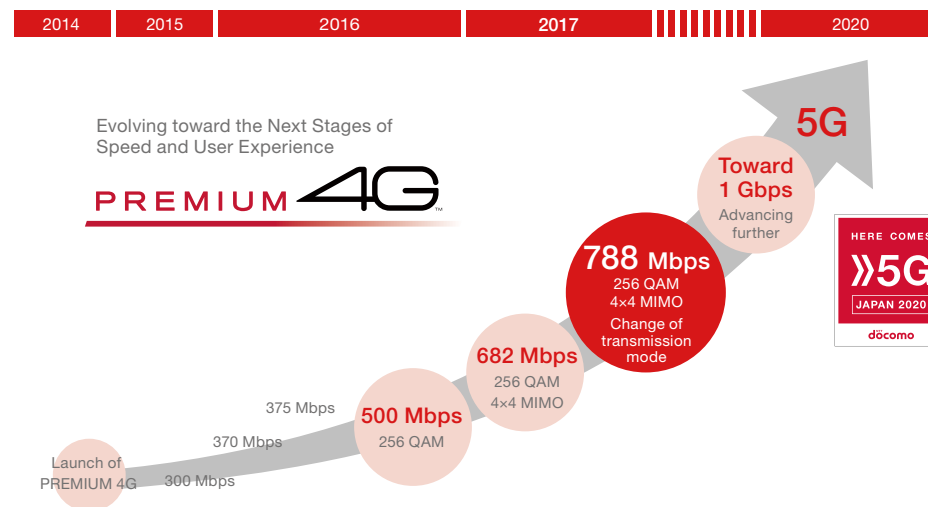 2014
2015
2016
2017
2020
Evolving toward the Next Stages of
Speed and User Experience
PREMIUM 4G™
5G
Toward
1 Gbps
Advancing
further
HERE COMES
5G
JAPAN 2020
döcomo
788 Mbps
256 QAM
4×4 MIMO
Change of
transmission
mode
682 Mbps
256 QAM
4×4 MIMO
500 Mbps
256 QAM
375 Mbps
370 Mbps
300 Mbps
Launch of
PREMIUM 4G